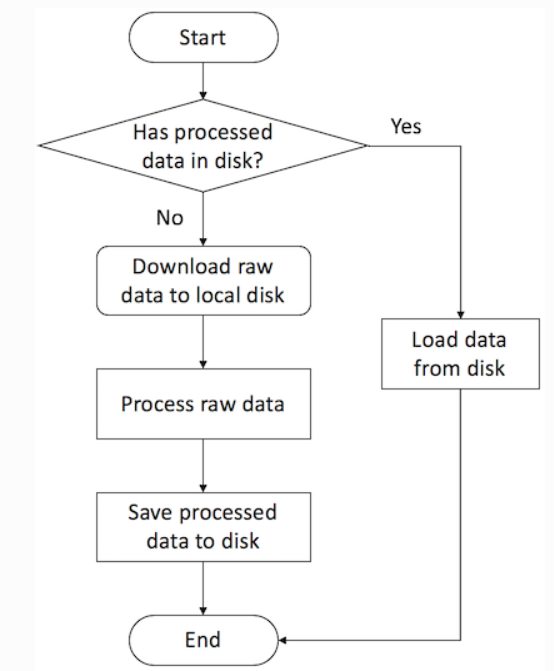 Start
Has processed
data in disk?
Yes
No
Download raw
data to local disk
Load data
from disk
Process raw data
Save processed
data to disk
End